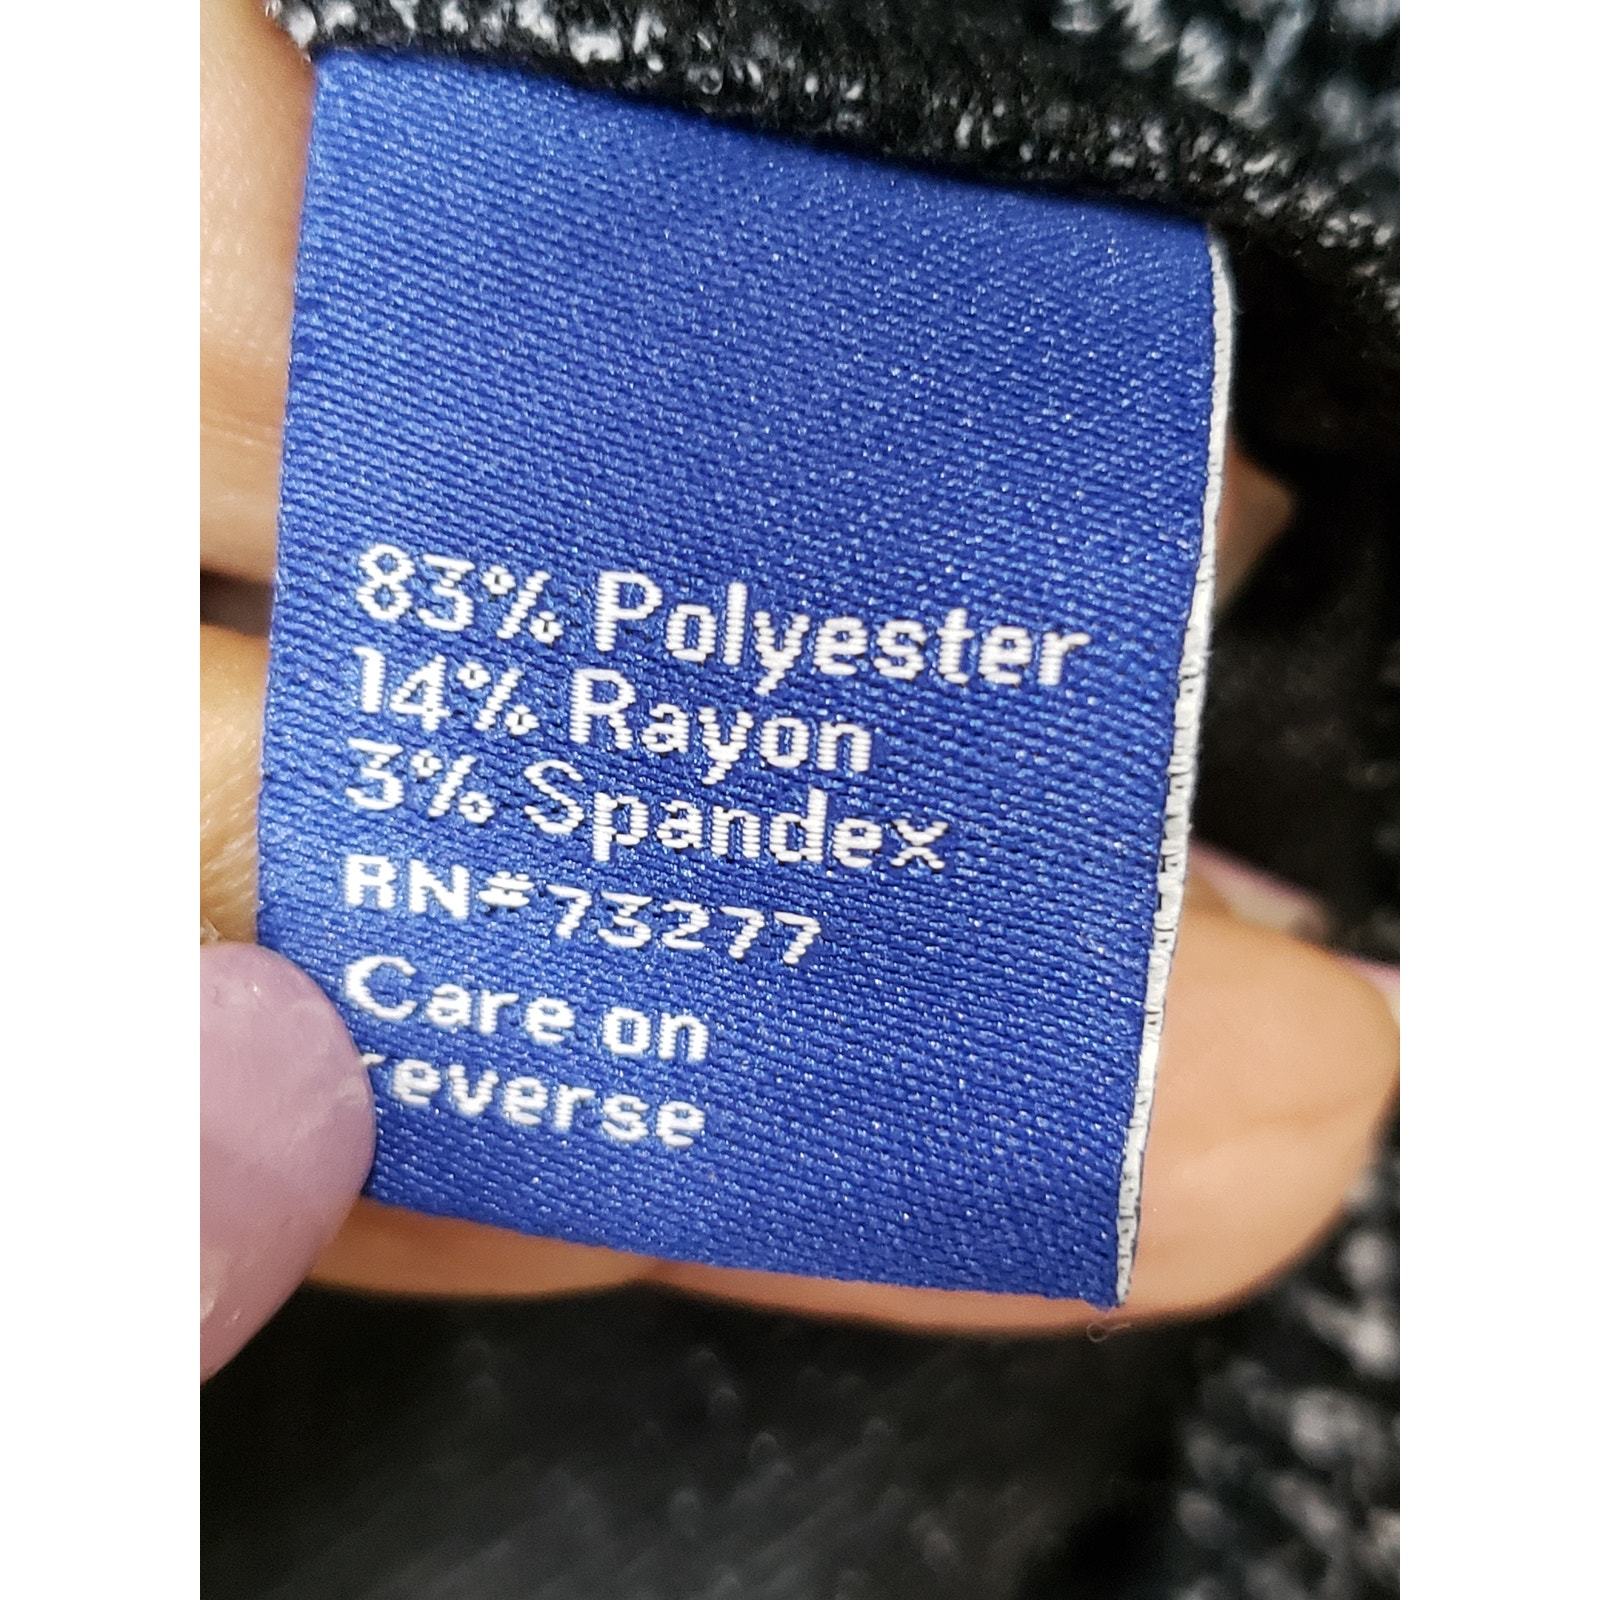 83% Polyester
14% Rayon
3% Spandex
RN#73277
Care on
reverse